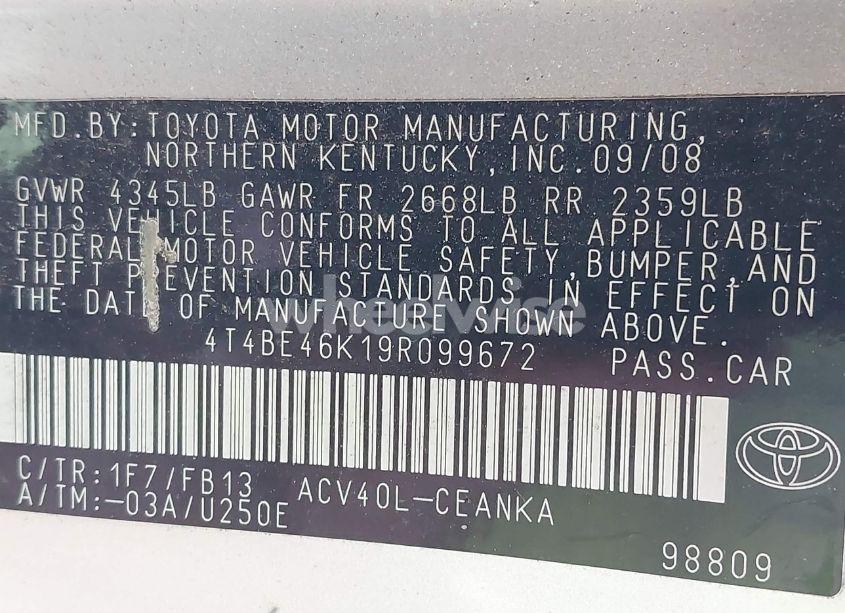 MFD.BY:TOYOTA MOTOR MANUFACTURING,
NORTHERN KENTUCKY,INC.09/08
GVWR 4345LB GAWR FR 2668LB RR 2359LB
THIS VEHICLE CONFORMS TO ALL APPLICABLE
FEDERAL MOTOR VEHICLE SAFETY,BUMPER,AND
THEFT PREVENTION STANDARDS IN EFFECT ON
THE DATE OF MANUFACTURE SHOWN ABOVE.
wheelwise
4T4BE46K19R099672 PASS.CAR
C/TR:1F7/FB13 ACV40L-CEANKA
A/TM:-03A/U250E
98809